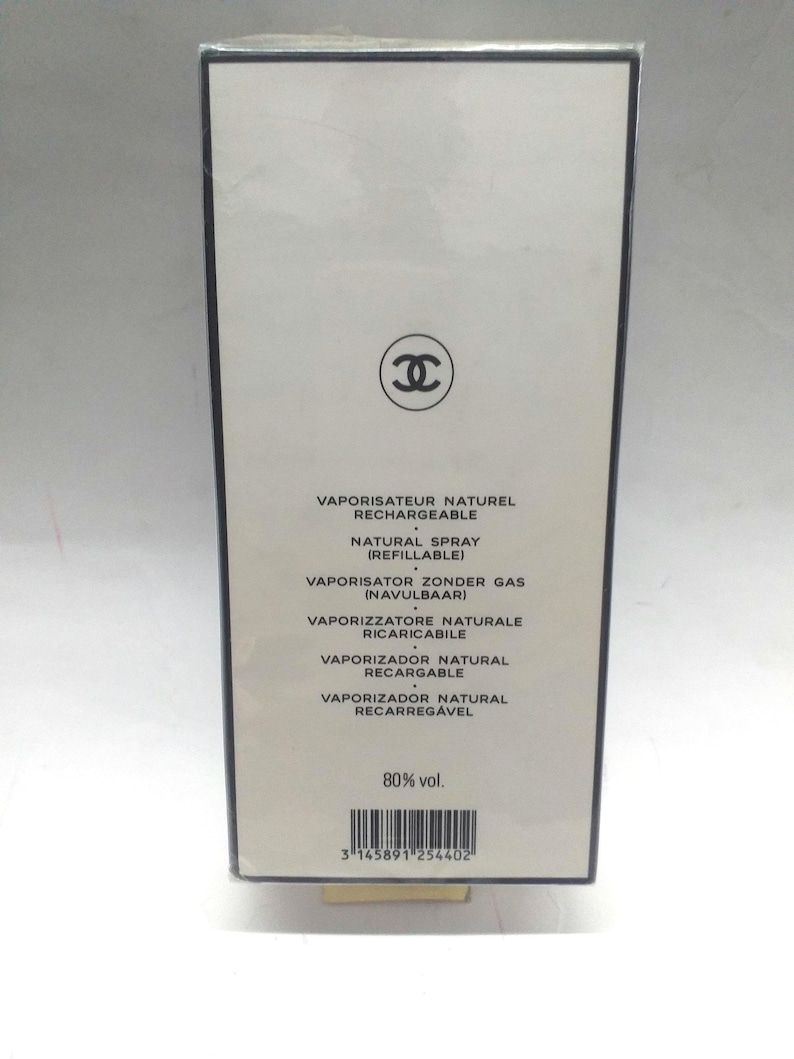 VAPORISATEUR NATUREL
RECHARGEABLE
•
NATURAL SPRAY
(REFILLABLE)
•
VAPORISATOR ZONDER GAS
(NAVULBAAR)
•
VAPORIZZATORE NATURALE
RICARICABILE
•
VAPORIZADOR NATURAL
RECARGABLE
•
VAPORIZADOR NATURAL
RECARREGÁVEL
80% vol.
3 145891 254402